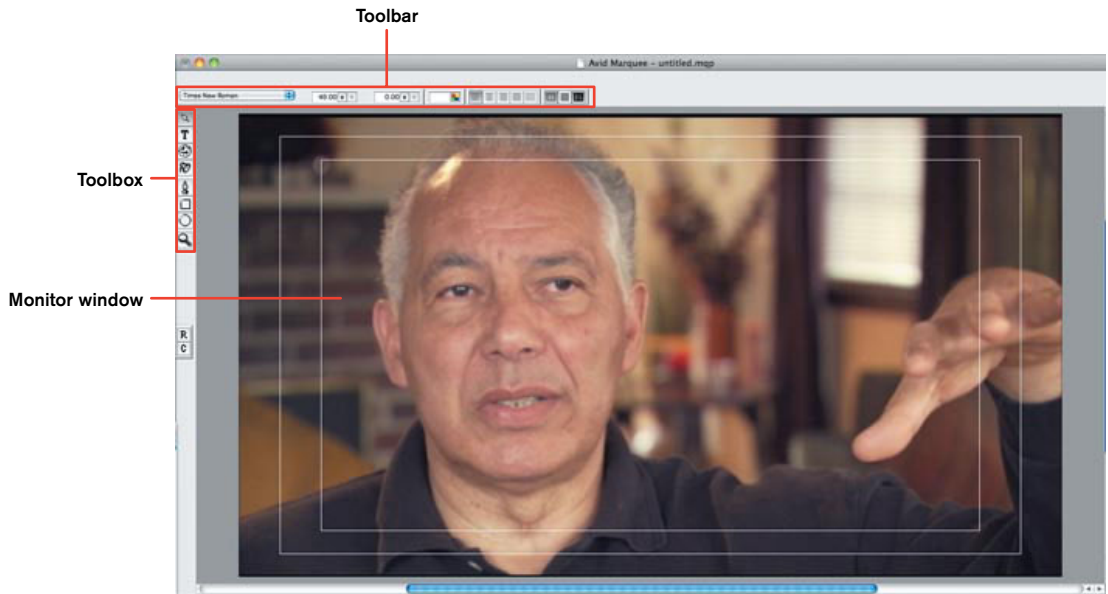 Toolbar
Avid Marquee – untitled.mqp
Times New Roman 40.00 0.00
T
Toolbox
Monitor window
R
C